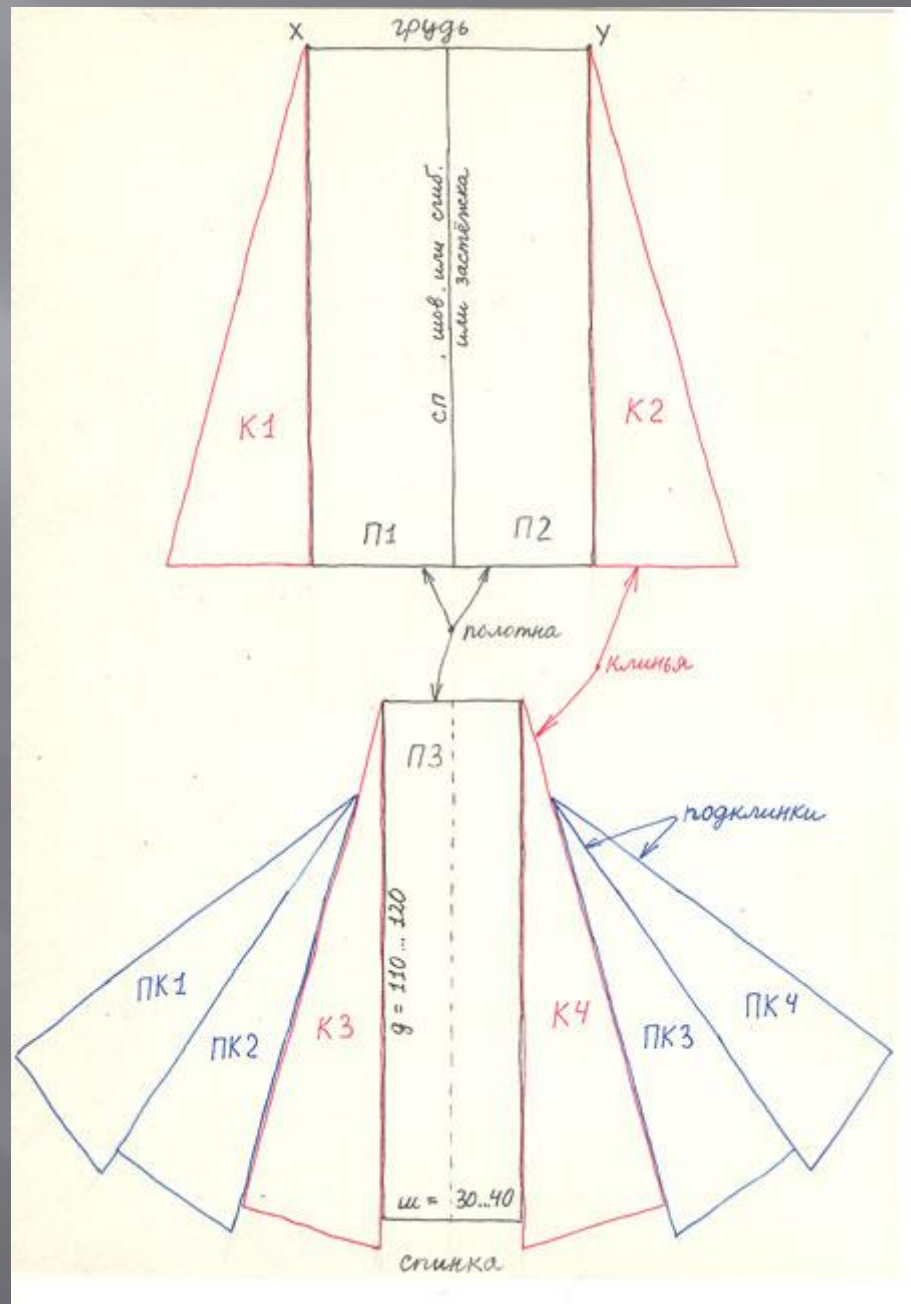 X грудь У
СП, шов. или сгиб.
или застёжка
К1
К2
П1
П2
полотна
клинья
П3
подклинки
g = 110...120
ПК1
ПК4
К3
К4
ПК2
ПК3
ш = 30..40
спинка